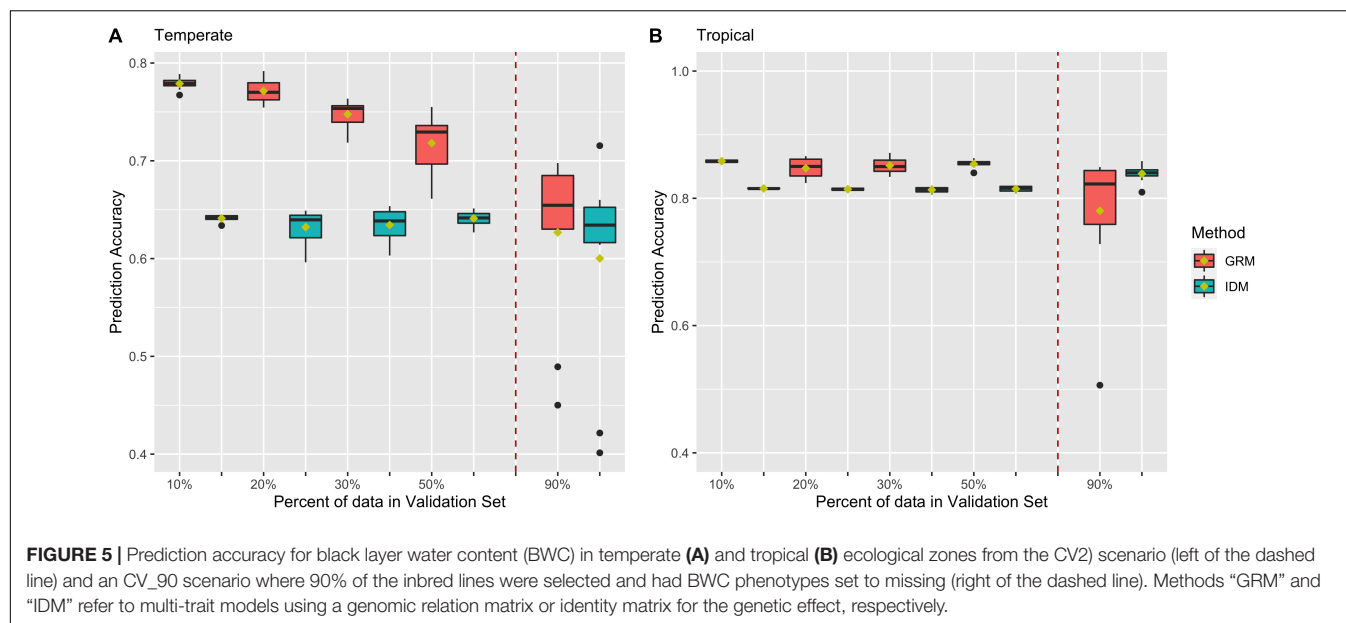 A Temperate
Prediction Accuracy
0.8
0.7
0.6
0.5
0.4
10% 20% 30% 50% 90%
Percent of data in Validation Set
B Tropical
Prediction Accuracy
1.0
0.8
0.6
0.4
10% 20% 30% 50% 90%
Percent of data in Validation Set
Method
GRM
IDM
FIGURE 5 | Prediction accuracy for black layer water content (BWC) in temperate (A) and tropical (B) ecological zones from the CV2) scenario (left of the dashed
line) and an CV_90 scenario where 90% of the inbred lines were selected and had BWC phenotypes set to missing (right of the dashed line). Methods “GRM” and
“IDM” refer to multi-trait models using a genomic relation matrix or identity matrix for the genetic effect, respectively.